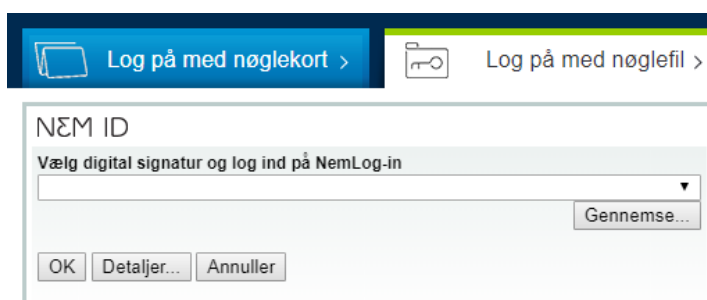 Log på med nøglekort >
Log på med nøglefil >
NEM ID
Vælg digital signatur og log ind på NemLog-in
Gennemse...
OK Detaljer... Annuller